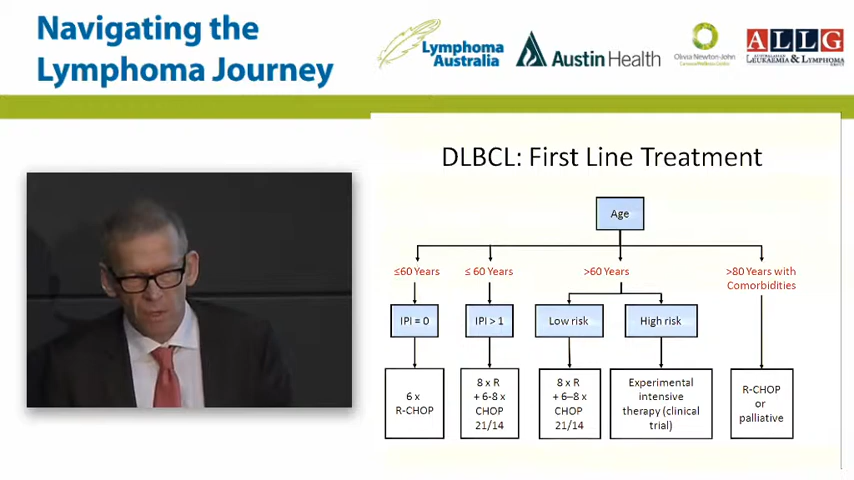 Navigating the
Lymphoma Journey
Lymphoma
Australia
Austin Health
Olivia Newton-John
ALLG
LEUKAEMIA & LYMPHOMA
DLBCL: First Line Treatment
Age
≤60 Years
≤ 60 Years
>60 Years
>80 Years with
Comorbidities
IPI = 0
IPI > 1
Low risk
High risk
6 x
R-CHOP
8 x R
+ 6-8 x
CHOP
21/14
8 x R
+ 6–8 x
CHOP
21/14
Experimental
intensive
therapy (clinical
trial)
R-CHOP
or
palliative